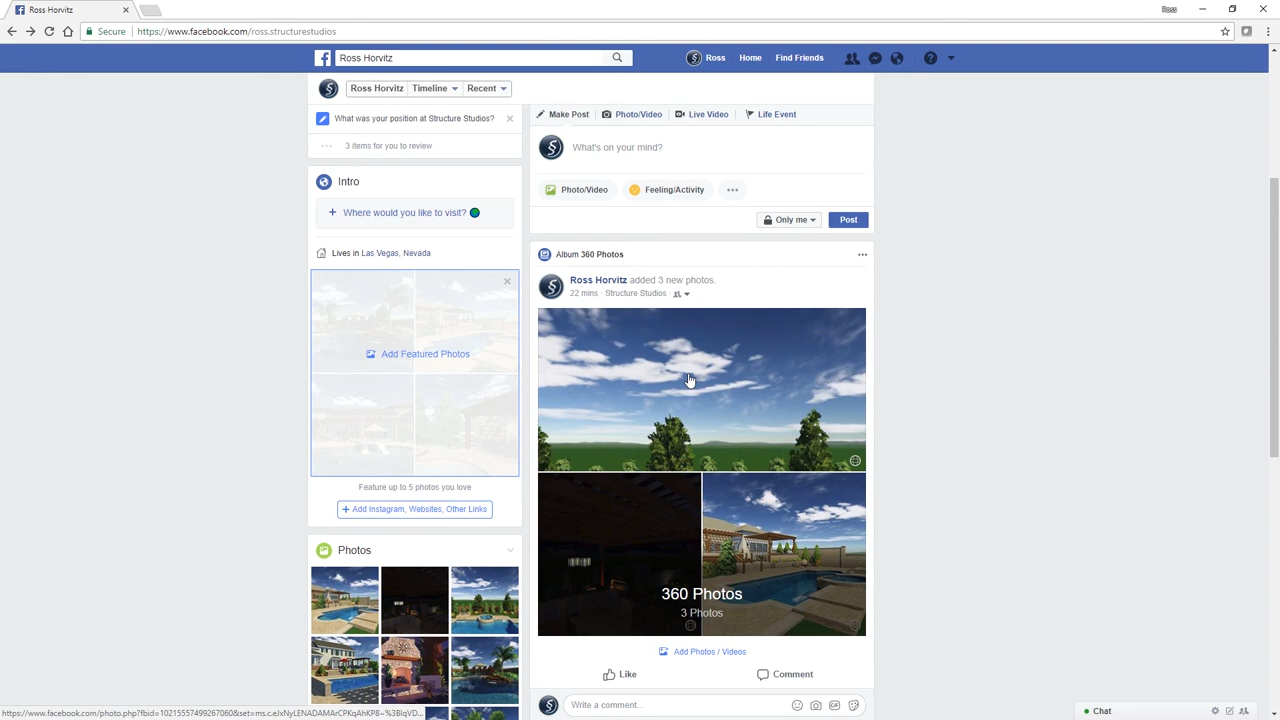 Ross Horvitz
Ross
Secure
https://www.facebook.com/ross.structurestudios
Ross Horvitz
Ross
Home
Find Friends
Ross Horvitz
Timeline
Recent
What was your position at Structure Studios?
3 items for you to review
Intro
Where would you like to visit?
Lives in Las Vegas, Nevada
Add Featured Photos
Feature up to 5 photos you love
+ Add Instagram, Websites, Other Links
Photos
Make Post
Photo/Video
Live Video
Life Event
What's on your mind?
Photo/Video
Feeling/Activity
Only me
Post
Album 360 Photos
Ross Horvitz added 3 new photos.
22 mins · Structure Studios ·
360 Photos
3 Photos
Add Photos / Videos
Like
Comment
Write a comment...
GIF
Chat